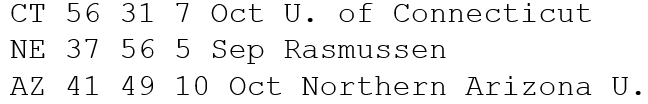 CT 56 31 7 Oct U. of Connecticut
NE 37 56 5 Sep Rasmussen
AZ 41 49 10 Oct Northern Arizona U.